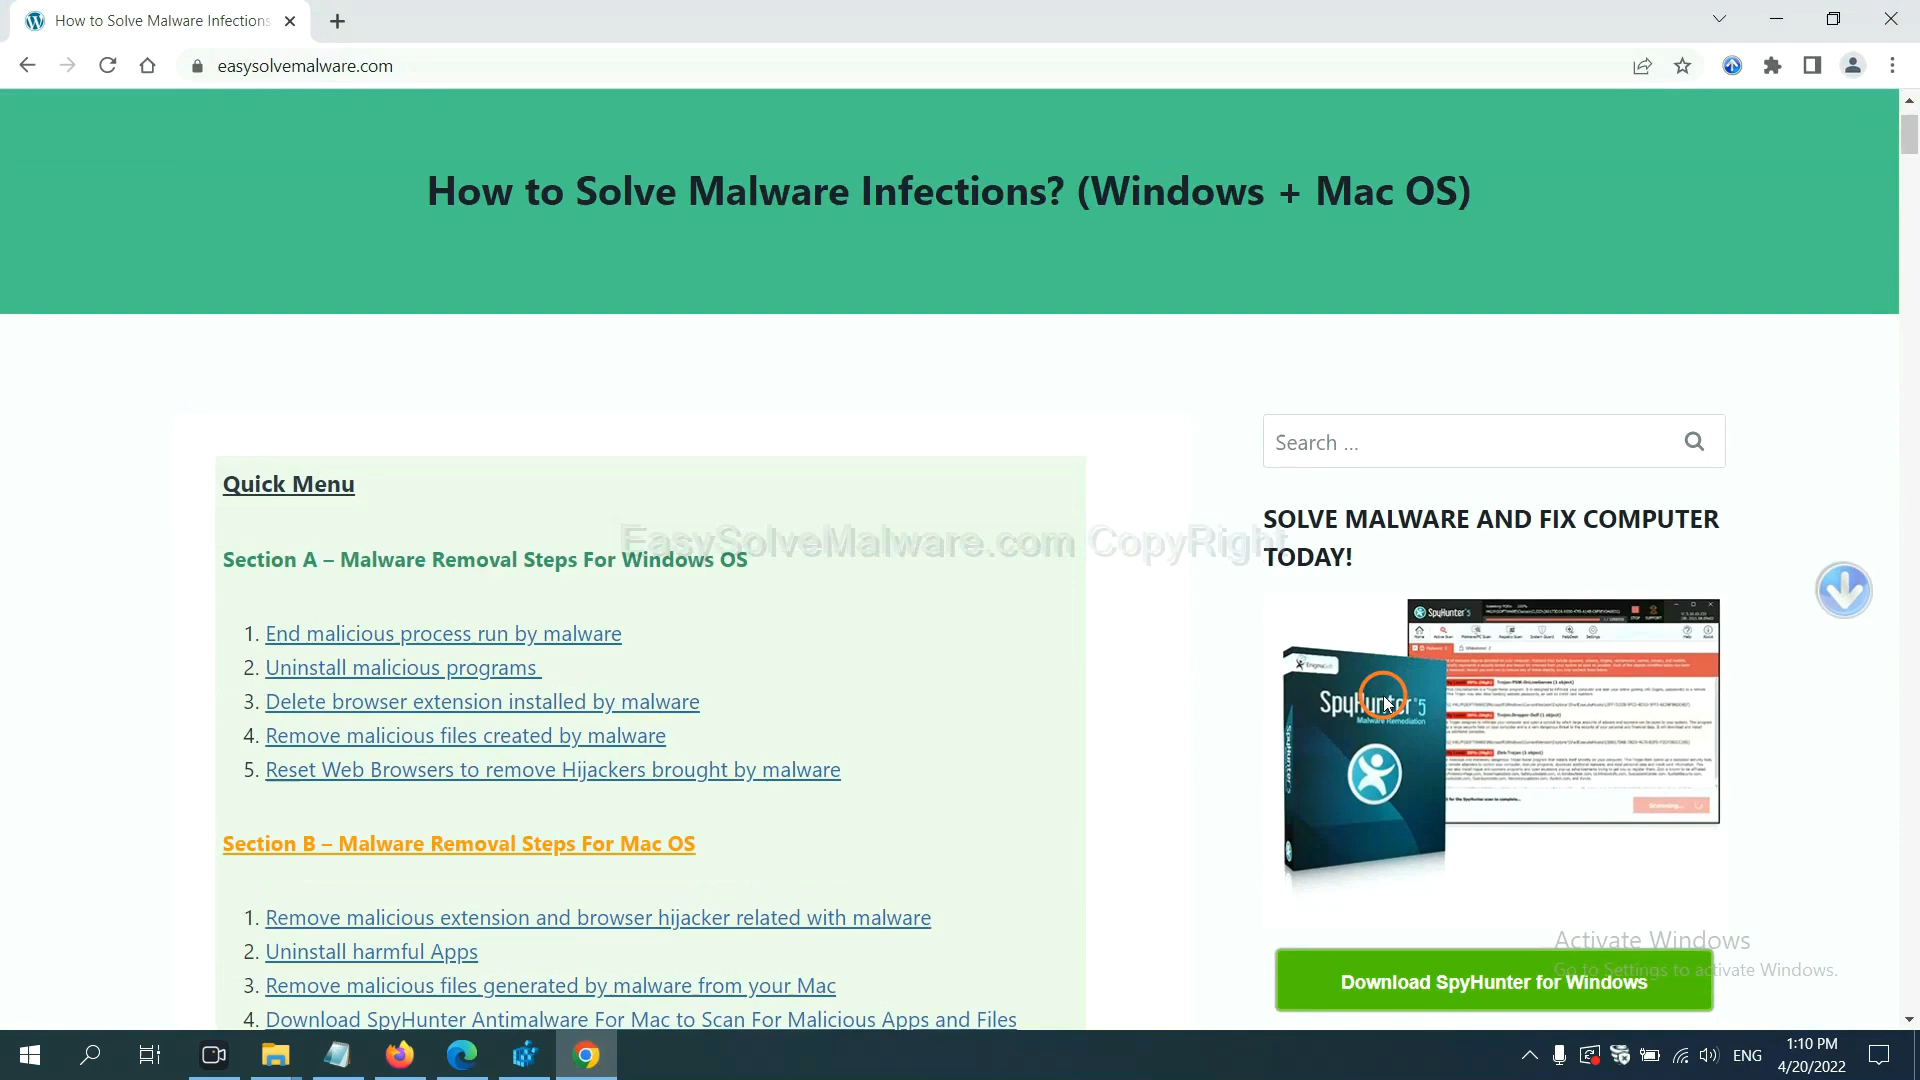 How to Solve Malware Infections
easysolvemalware.com
How to Solve Malware Infections? (Windows + Mac OS)
Search ...
Quick Menu
SOLVE MALWARE AND FIX COMPUTER
TODAY!
EasySolveMalware.com CopyRight
Section A – Malware Removal Steps For Windows OS
1. End malicious process run by malware
2. Uninstall malicious programs
3. Delete browser extension installed by malware
4. Remove malicious files created by malware
5. Reset Web Browsers to remove Hijackers brought by malware
SpyHunter 5
EnigmaSoft
SpyHunter 5
Malware Remediation
Section B – Malware Removal Steps For Mac OS
1. Remove malicious extension and browser hijacker related with malware
2. Uninstall harmful Apps
3. Remove malicious files generated by malware from your Mac
4. Download SpyHunter Antimalware For Mac to Scan For Malicious Apps and Files
Activate Windows
Go to Settings to activate Windows.
Download SpyHunter for Windows
ENG
1:10 PM
4/20/2022